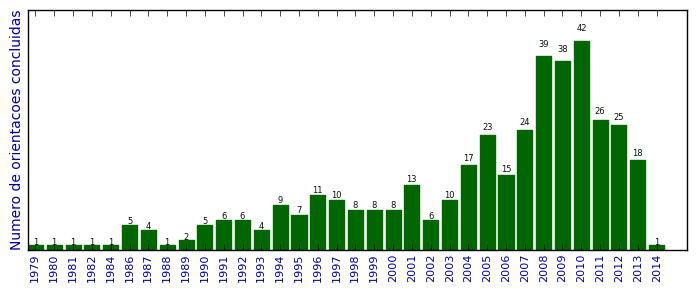 Numero de orientacoes concluidas
1 1 1 1 1 5 4 1 2 5 6 6 4 9 7 11 10 8 8 8 13 6 10 17 23 15 24 39 38 42 26 25 18 1
1979 1980 1981 1982 1984 1986 1987 1988 1989 1990 1991 1992 1993 1994 1995 1996 1997 1998 1999 2000 2001 2002 2003 2004 2005 2006 2007 2008 2009 2010 2011 2012 2013 2014